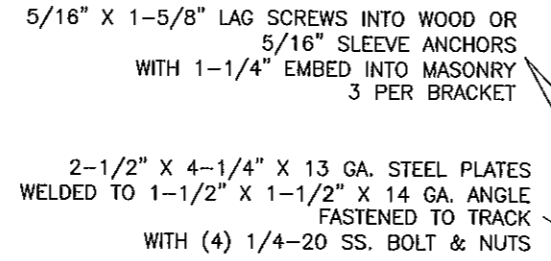 5/16" X 1-5/8" LAG SCREWS INTO WOOD OR
5/16" SLEEVE ANCHORS
WITH 1-1/4" EMBED INTO MASONRY
3 PER BRACKET
2-1/2" X 4-1/4" X 13 GA. STEEL PLATES
WELDED TO 1-1/2" X 1-1/2" X 14 GA. ANGLE
FASTENED TO TRACK
WITH (4) 1/4-20 SS. BOLT & NUTS